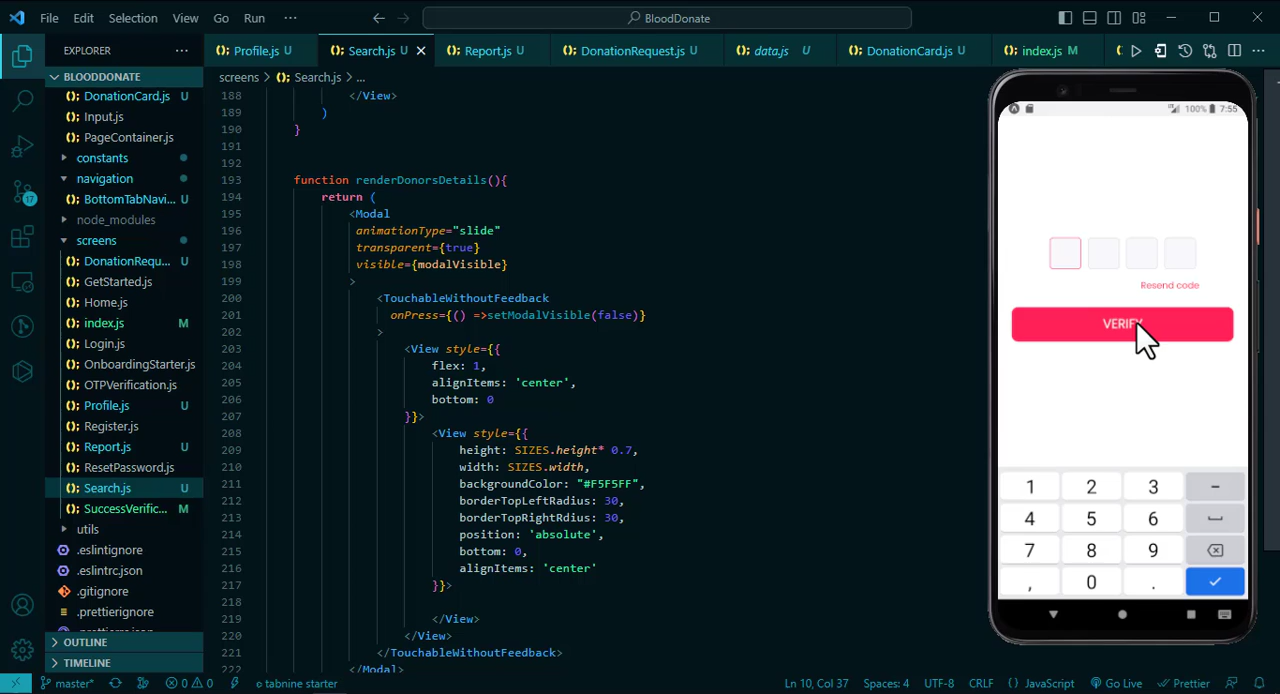 File Edit Selection View Go Run ···
BloodDonate
EXPLORER ···
Profile.js U
Search.js U
Report.js U
DonationRequest.js U
data.js U
DonationCard.js U
index.js M
BLOODDONATE
DonationCard.js U
Input.js
PageContainer.js
constants
navigation
BottomTabNavi... U
node_modules
screens
DonationRequ... U
GetStarted.js
Home.js
index.js M
Login.js
OnboardingStarter.js
OTPVerification.js
Profile.js U
Register.js
Report.js U
ResetPassword.js
Search.js U
SuccessVerific... M
utils
.eslintignore
.eslintrc.json
.gitignore
.prettierignore
OUTLINE
TIMELINE
17
screens > Search.js > ...
188 </View>
189 )
190 }
191
192
193 function renderDonorsDetails(){
194 return (
195 <Modal
196 animationType="slide"
197 transparent={true}
198 visible={modalVisible}
199 >
200 <TouchableWithoutFeedback
201 onPress={() =>setModalVisible(false)}
202 >
203 <View style={{
204 flex: 1,
205 alignItems: 'center',
206 bottom: 0
207 }}>
208 <View style={{
209 height: SIZES.height* 0.7,
210 width: SIZES.width,
211 backgroundColor: "#F5F5FF",
212 borderTopLeftRadius: 30,
213 borderTopRightRdius: 30,
214 position: 'absolute',
215 bottom: 0,
216 alignItems: 'center'
217 }}>
218
219 </View>
220 </View>
221 </TouchableWithoutFeedback>
222 </Modal>
100% 7:55
Resend code
VERIFY
1 2 3 -
4 5 6
7 8 9
, 0 .
master* 0 0 tabnine starter
Ln 10, Col 37 Spaces: 4 UTF-8 CRLF JavaScript Go Live Prettier